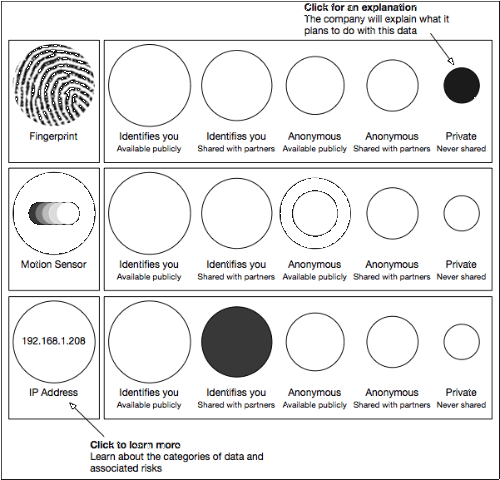 Click for an explanation
The company will explain what it
plans to do with this data
Fingerprint
Identifies you
Available publicly
Identifies you
Shared with partners
Anonymous
Available publicly
Anonymous
Shared with partners
Private
Never shared
Motion Sensor
Identifies you
Available publicly
Identifies you
Shared with partners
Anonymous
Available publicly
Anonymous
Shared with partners
Private
Never shared
192.168.1.208
IP Address
Identifies you
Available publicly
Identifies you
Shared with partners
Anonymous
Available publicly
Anonymous
Shared with partners
Private
Never shared
Click to learn more
Learn about the categories of data and
associated risks